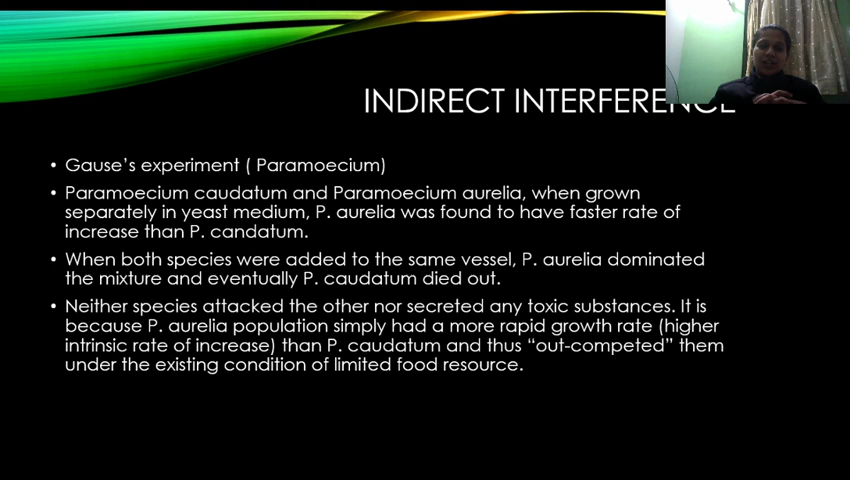 INDIRECT INTERFERENCE
• Gause's experiment ( Paramoecium)
• Paramoecium caudatum and Paramoecium aurelia, when grown
separately in yeast medium, P. aurelia was found to have faster rate of
increase than P. candatum.
• When both species were added to the same vessel, P. aurelia dominated
the mixture and eventually P. caudatum died out.
• Neither species attacked the other nor secreted any toxic substances. It is
because P. aurelia population simply had a more rapid growth rate (higher
intrinsic rate of increase) than P. caudatum and thus “out-competed” them
under the existing condition of limited food resource.